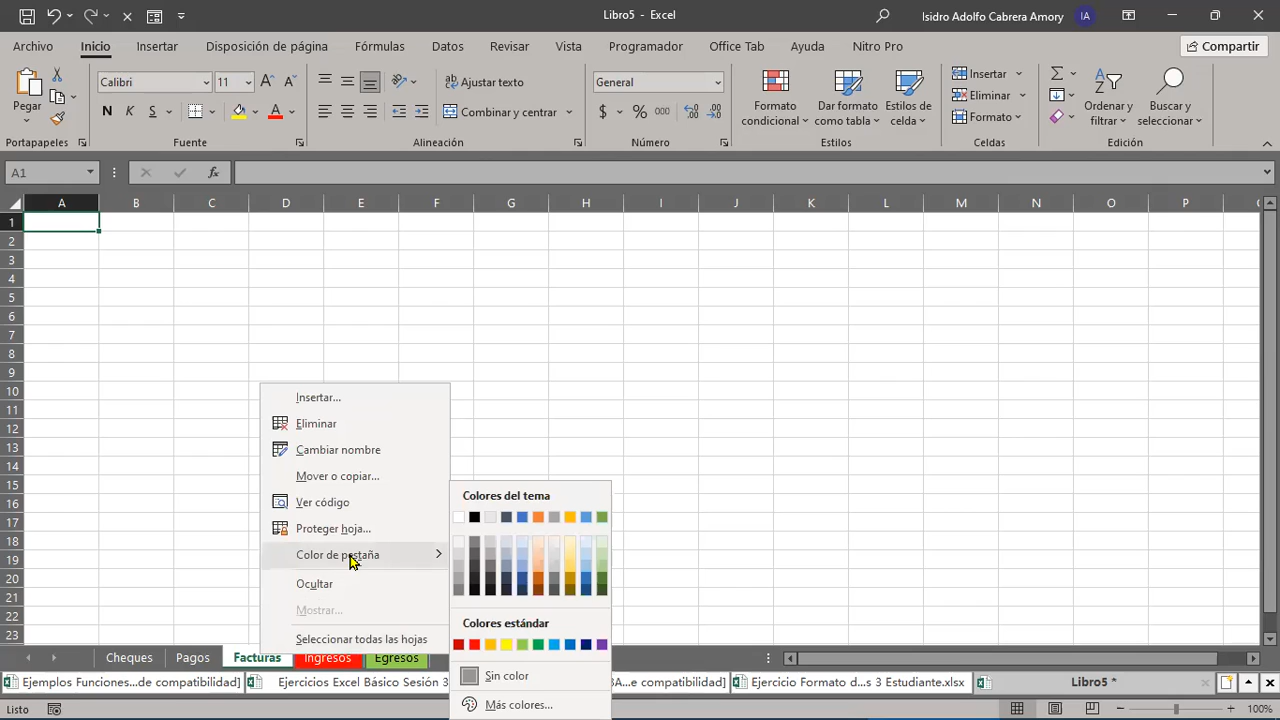 Libro5 - Excel
Isidro Adolfo Cabrera Amory
IA
Archivo Inicio Insertar Disposición de página Fórmulas Datos Revisar Vista Programador Office Tab Ayuda Nitro Pro Compartir
Pegar
Calibri 11
N K S
Ajustar texto
Combinar y centrar
General
$ % 000
Formato condicional
Dar formato como tabla
Estilos de celda
Insertar
Eliminar
Formato
Ordenar y filtrar
Buscar y seleccionar
Portapapeles Fuente Alineación Número Estilos Celdas Edición
A1 fx
A B C D E F G H I J K L M N O P
1
2
3
4
5
6
7
8
9
10
11
12
13
14
15
16
17
18
19
20
21
22
23
Insertar...
Eliminar
Cambiar nombre
Mover o copiar...
Ver código
Proteger hoja...
Color de pestaña
Ocultar
Mostrar...
Seleccionar todas las hojas
Colores del tema
Colores estándar
Sin color
Más colores...
Cheques Pagos Facturas Ingresos Egresos
Ejemplos Funciones...de compatibilidad] Ejercicios Excel Básico Sesión 3 e compatibilidad] Ejercicio Formato d...s 3 Estudiante.xlsx Libro5 *
Listo 100%